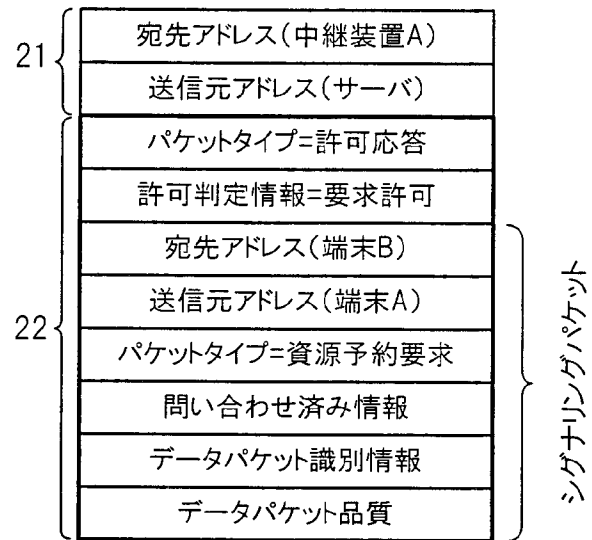 21
宛先アドレス(中継装置A)
送信元アドレス(サーバ)
22
パケットタイプ=許可応答
許可判定情報=要求許可
宛先アドレス(端末B)
送信元アドレス(端末A)
パケットタイプ=資源予約要求
問い合わせ済み情報
データパケット識別情報
データパケット品質
シグナリングパケット